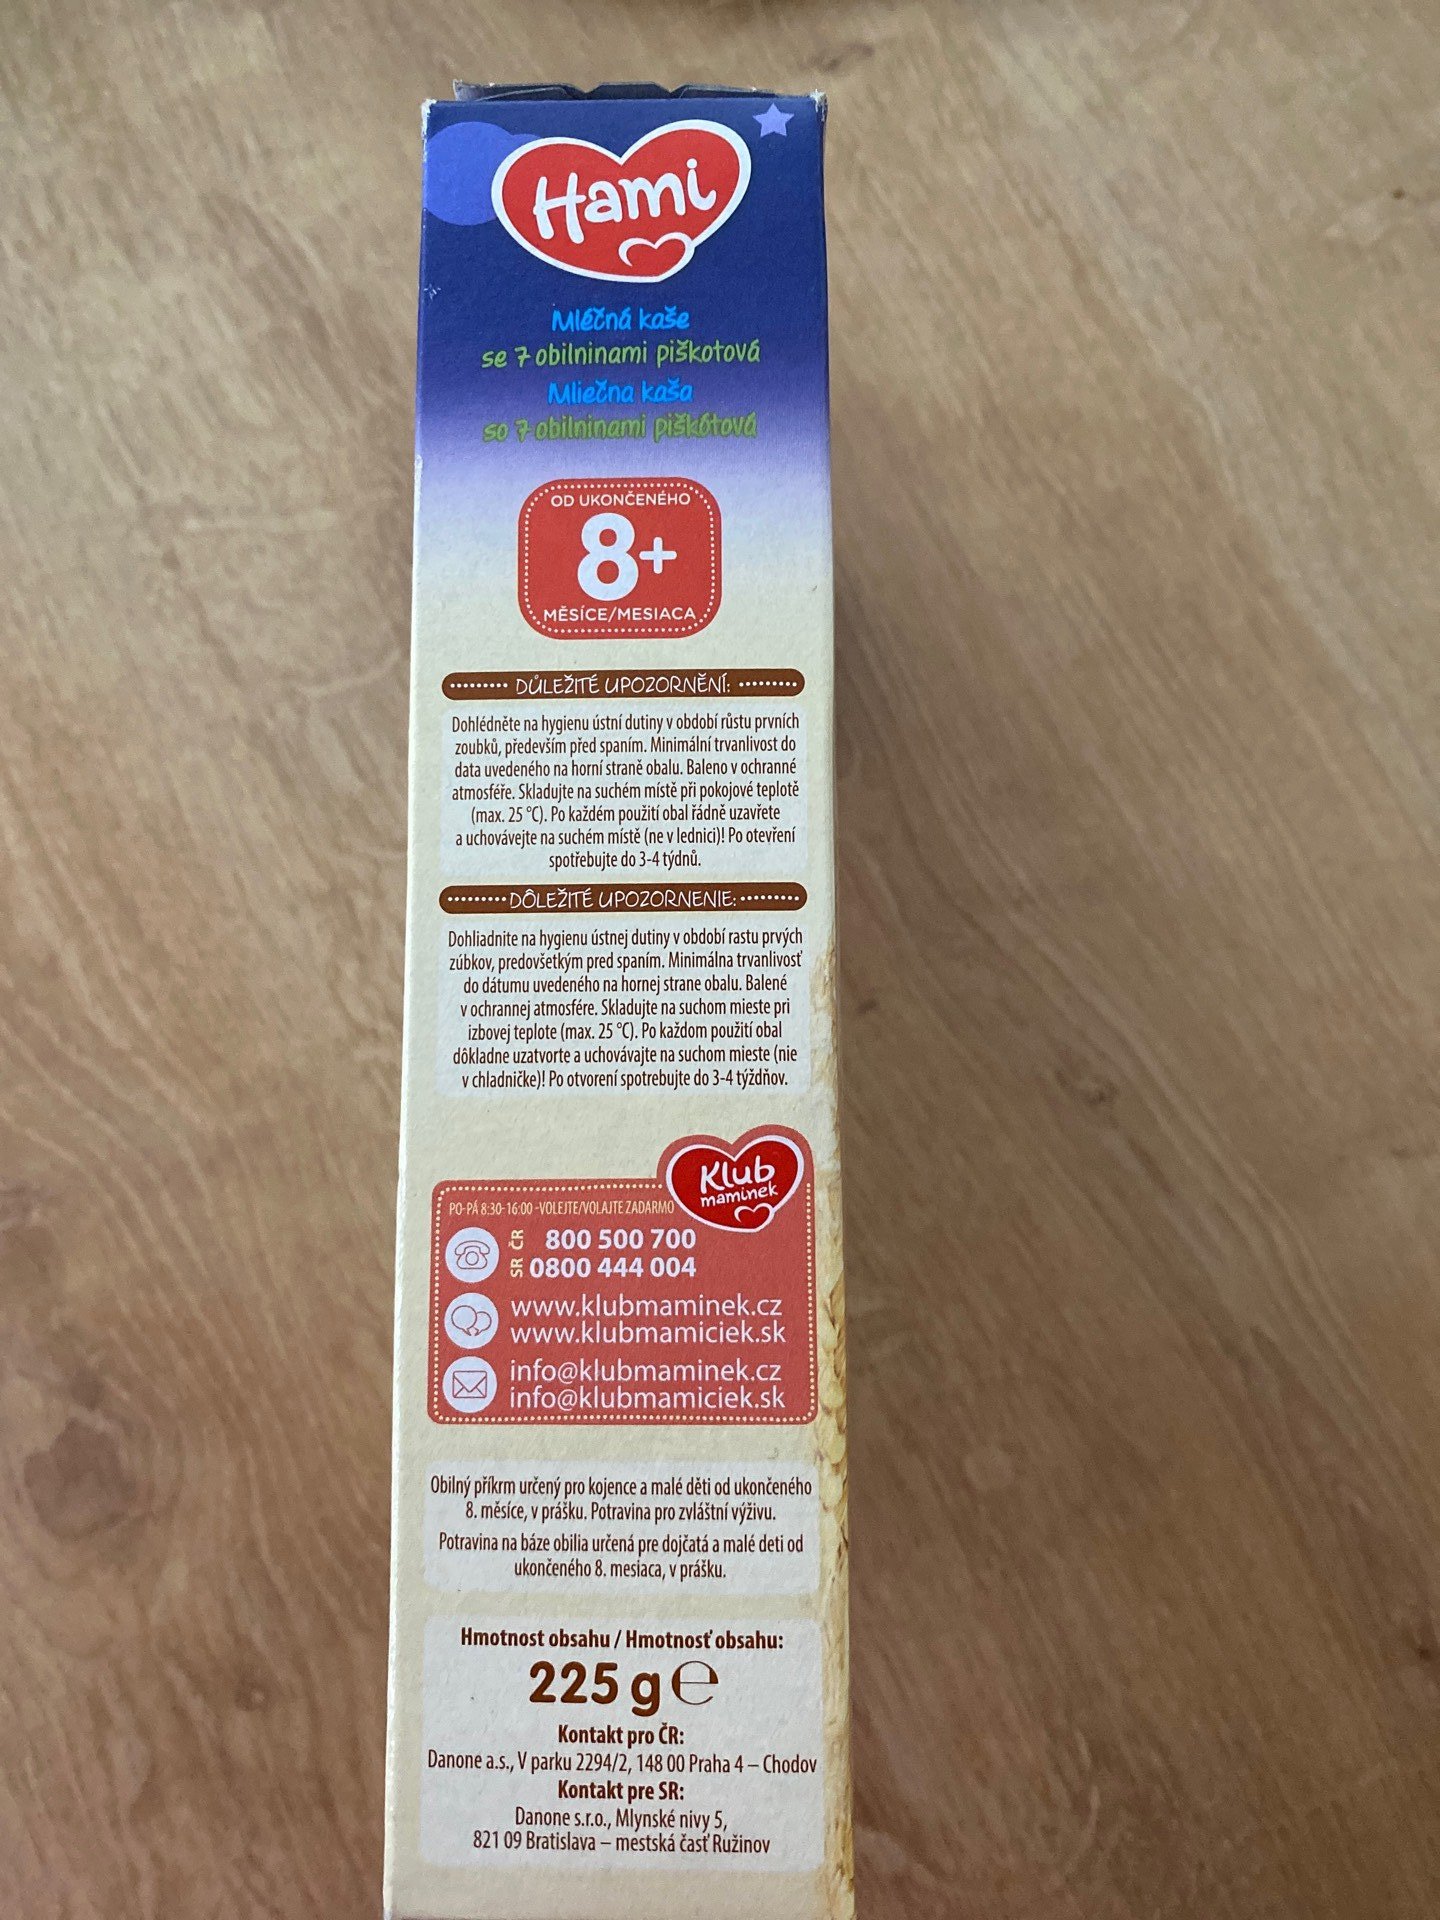 Hami
Mléčná kaše
se 7 obilninami piškotová
Mliečna kaša
so 7 obilninami piškótová
OD UKONČENÉHO
8+
MĚSÍCE/MESIACA
DŮLEŽITÉ UPOZORNĚNÍ:
Dohlédněte na hygienu ústní dutiny v období růstu prvních
zoubků, především před spaním. Minimální trvanlivost do
data uvedeného na horní straně obalu. Baleno v ochranné
atmosféře. Skladujte na suchém místě při pokojové teplotě
(max. 25 °C). Po každém použití obal řádně uzavřete
a uchovávejte na suchém místě (ne v lednici)! Po otevření
spotřebujte do 3-4 týdnů.
DÔLEŽITÉ UPOZORNENIE:
Dohliadnite na hygienu ústnej dutiny v období rastu prvých
zúbkov, predovšetkým pred spaním. Minimálna trvanlivosť
do dátumu uvedeného na hornej strane obalu. Balené
v ochrannej atmosfére. Skladujte na suchom mieste pri
izbovej teplote (max. 25 °C). Po každom použití obal
dôkladne uzatvorte a uchovávajte na suchom mieste (nie
v chladničke)! Po otvorení spotrebujte do 3-4 týždňov.
Klub
maminek
PO-PÁ 8:30-16:00 -VOLEJTE/VOLAJTE ZADARMO
ČR 800 500 700
SR 0800 444 004
www.klubmaminek.cz
www.klubmamiciek.sk
info@klubmaminek.cz
info@klubmamiciek.sk
Obilný příkrm určený pro kojence a malé děti od ukončeného
8. měsíce, v prášku. Potravina pro zvláštní výživu.
Potravina na báze obilia určená pre dojčatá a malé deti od
ukončeného 8. mesiaca, v prášku.
Hmotnost obsahu / Hmotnosť obsahu:
225 g ℮
Kontakt pro ČR:
Danone a.s., V parku 2294/2, 148 00 Praha 4 – Chodov
Kontakt pre SR:
Danone s.r.o., Mlynské nivy 5,
821 09 Bratislava – mestská časť Ružinov